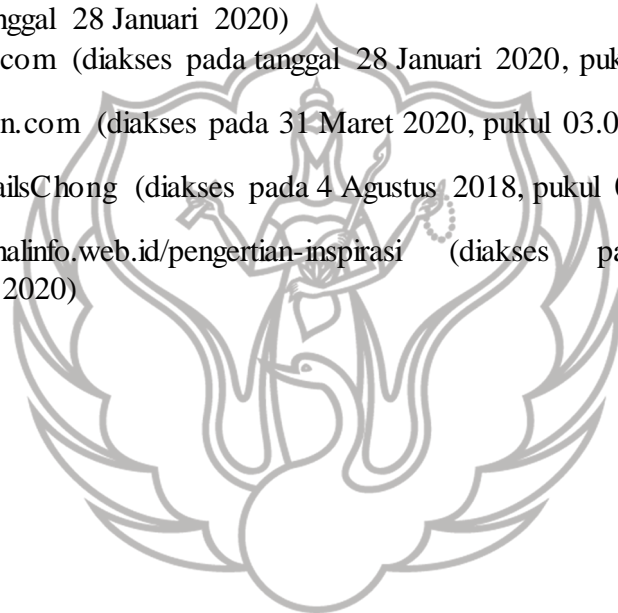 nggal 28 Januari 2020)
com (diakses pada tanggal 28 Januari 2020, puk
n.com (diakses pada 31 Maret 2020, pukul 03.0
ailsChong (diakses pada 4 Agustus 2018, pukul 0
nalinfo.web.id/pengertian-inspirasi (diakses pa
2020)